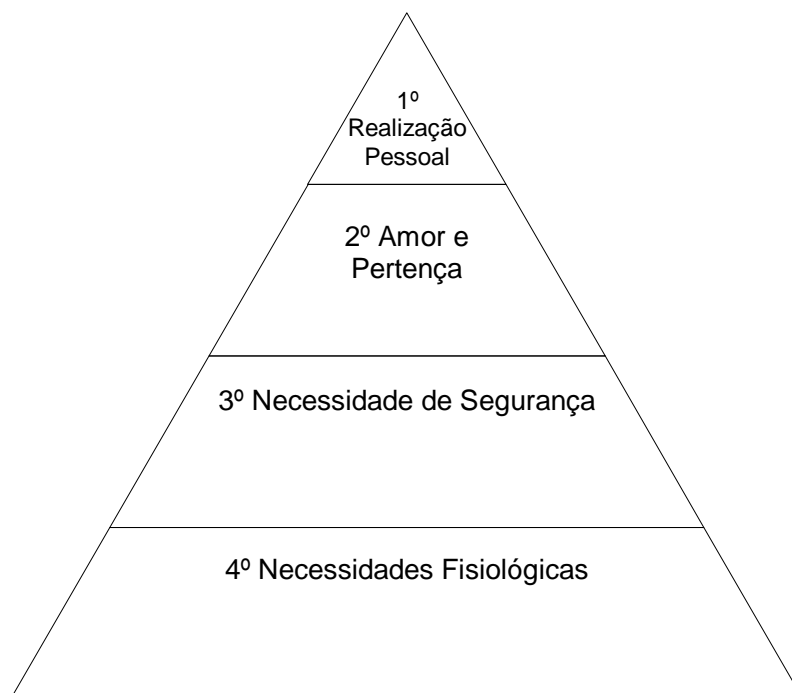 1º
Realização
Pessoal
2º Amor e
Pertença
3º Necessidade de Segurança
4º Necessidades Fisiológicas